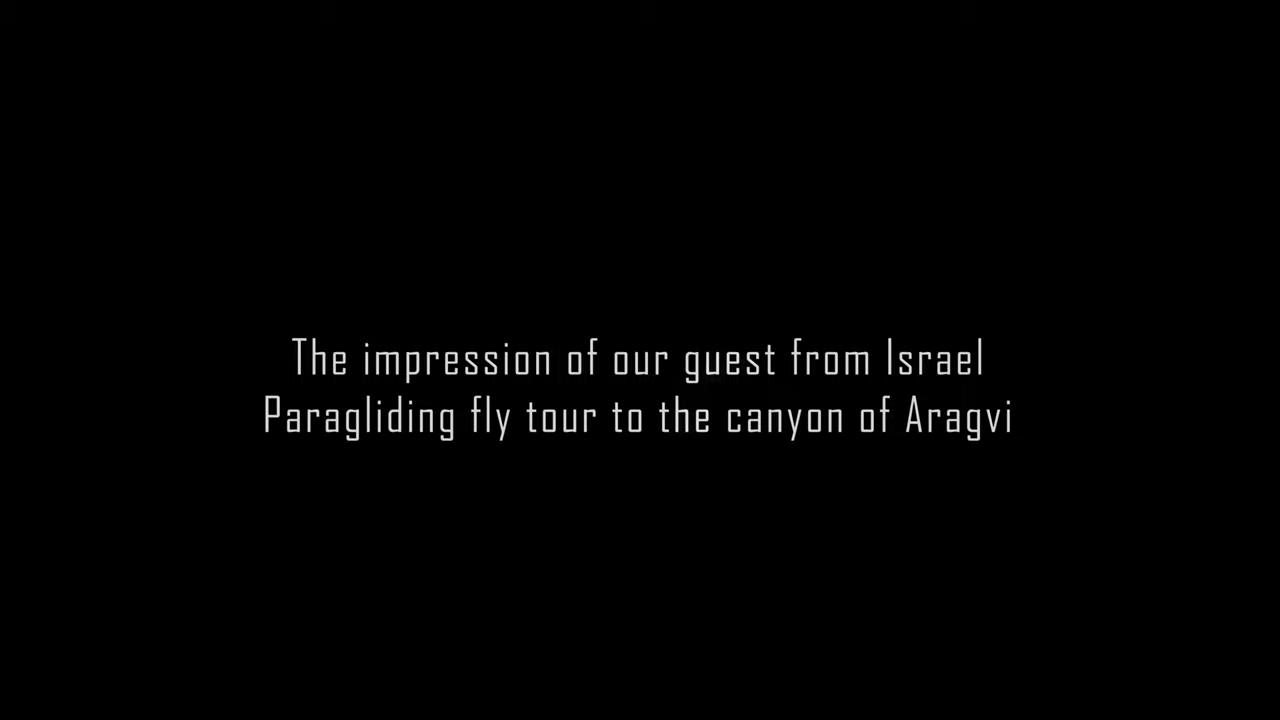 The impression of our guest from Israel
Paragliding fly tour to the canyon of Aragvi